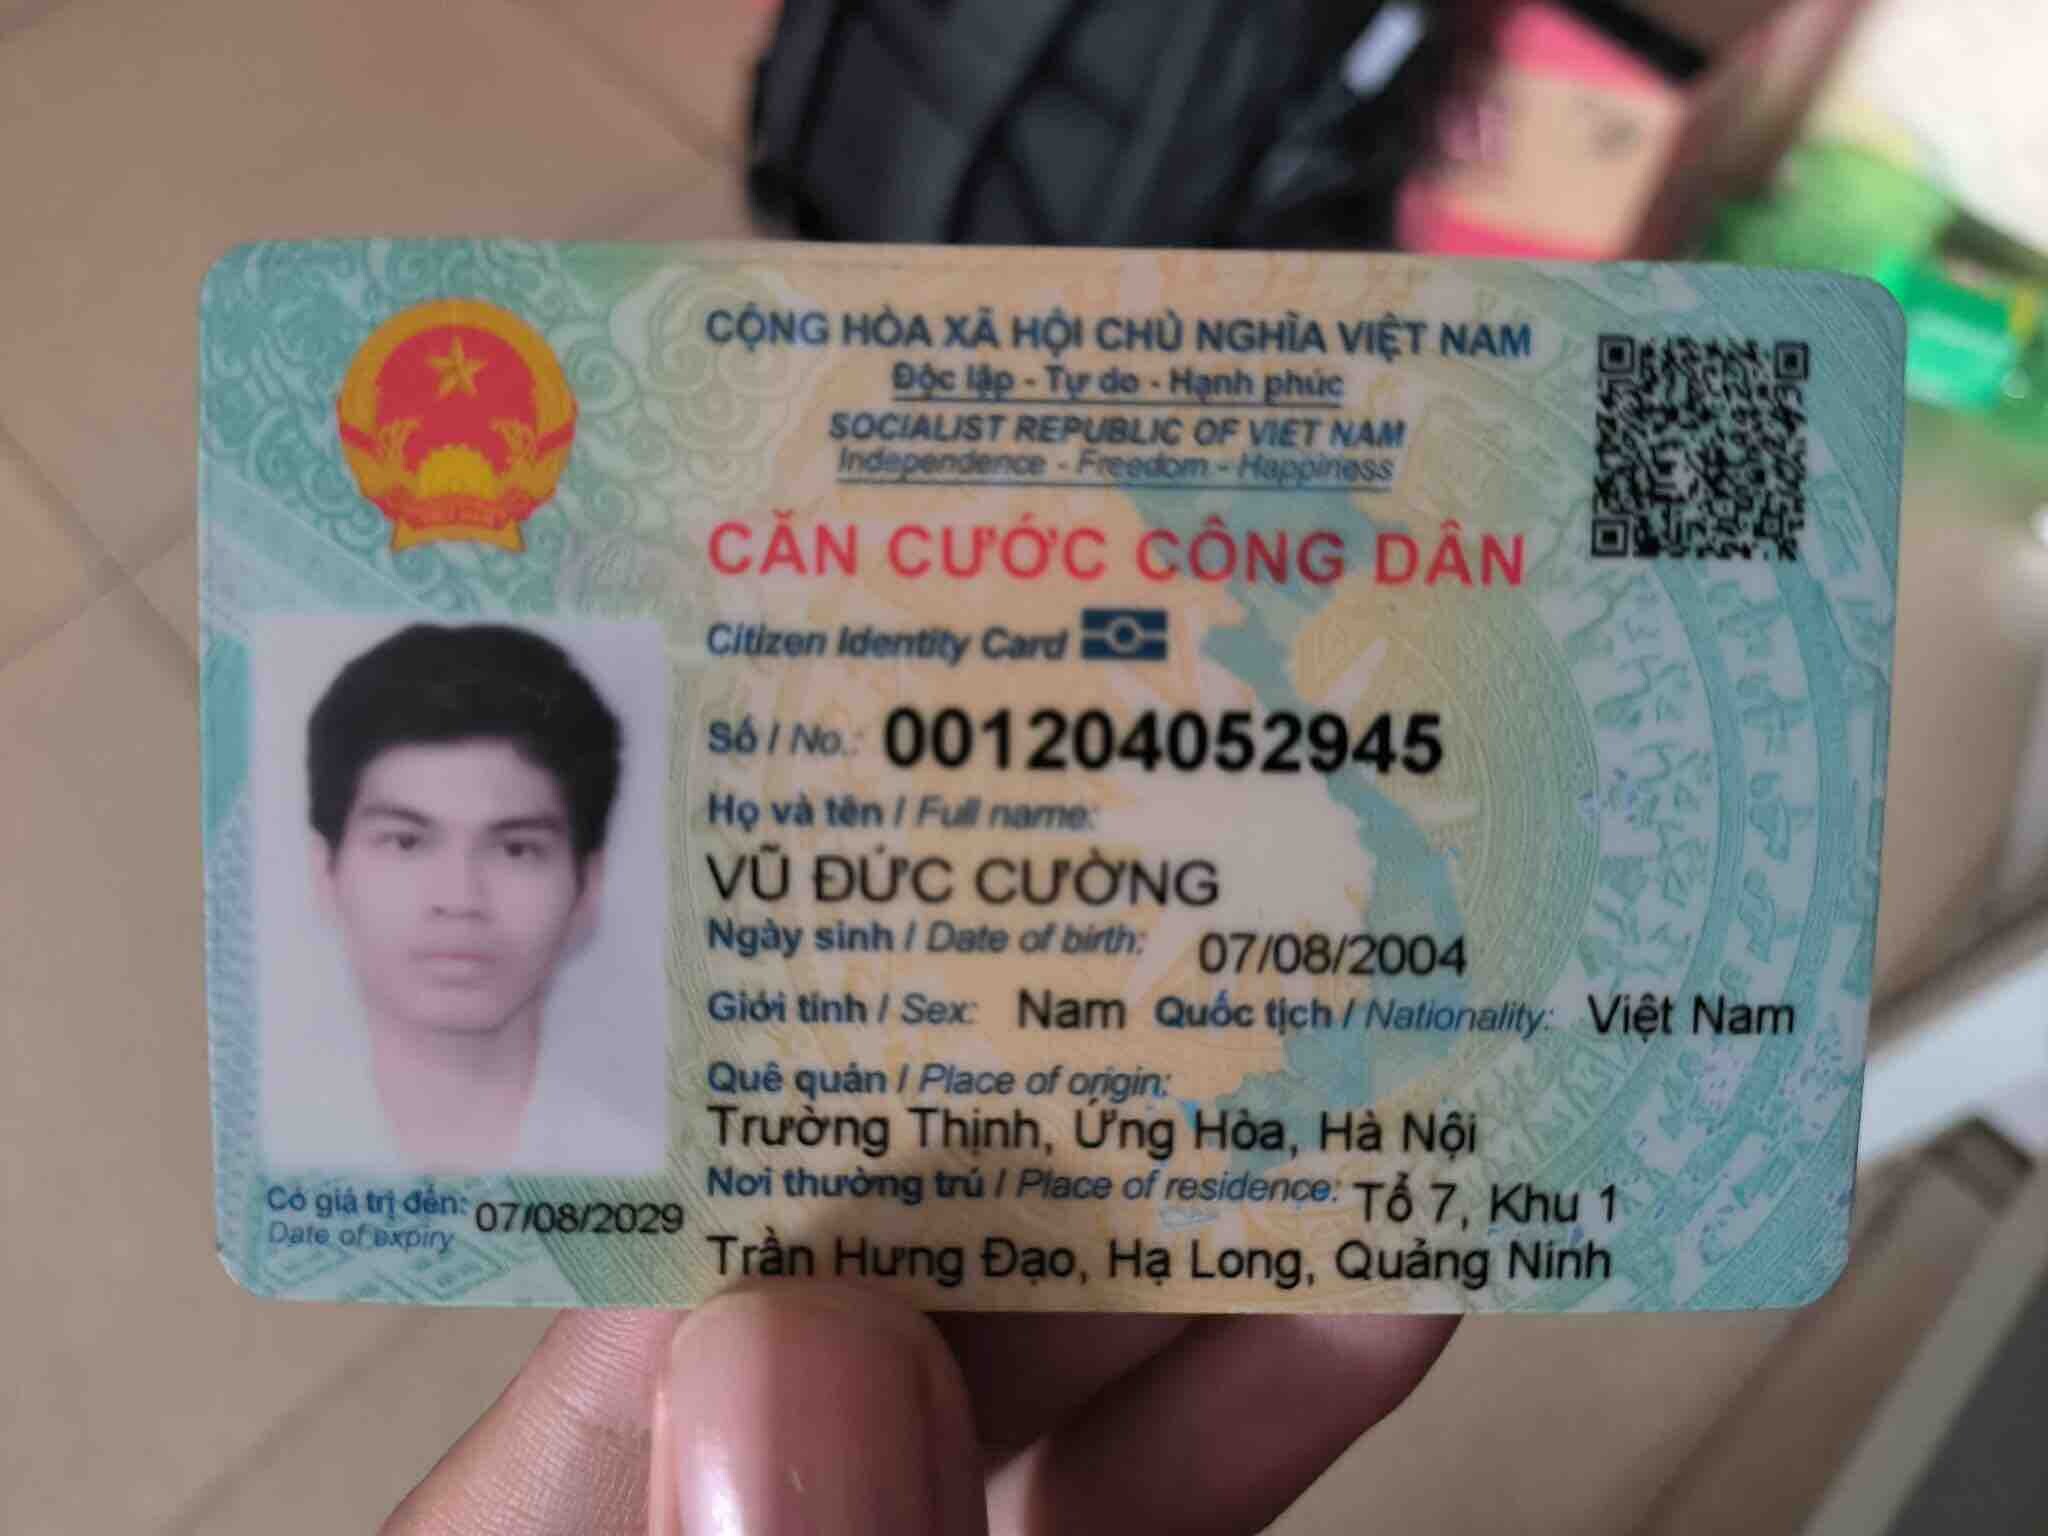 CỘNG HÒA XÃ HỘI CHỦ NGHĨA VIỆT NAM
Độc lập - Tự do - Hạnh phúc
SOCIALIST REPUBLIC OF VIET NAM
Independence - Freedom - Happiness
CĂN CƯỚC CÔNG DÂN
Citizen Identity Card
Số / No.: 001204052945
Họ và tên / Full name:
VŨ ĐỨC CƯỜNG
Ngày sinh / Date of birth: 07/08/2004
Giới tính / Sex: Nam Quốc tịch / Nationality: Việt Nam
Quê quán / Place of origin:
Trường Thịnh, Ứng Hòa, Hà Nội
Nơi thường trú / Place of residence: Tổ 7, Khu 1
Trần Hưng Đạo, Hạ Long, Quảng Ninh
Có giá trị đến: 07/08/2029
Date of expiry